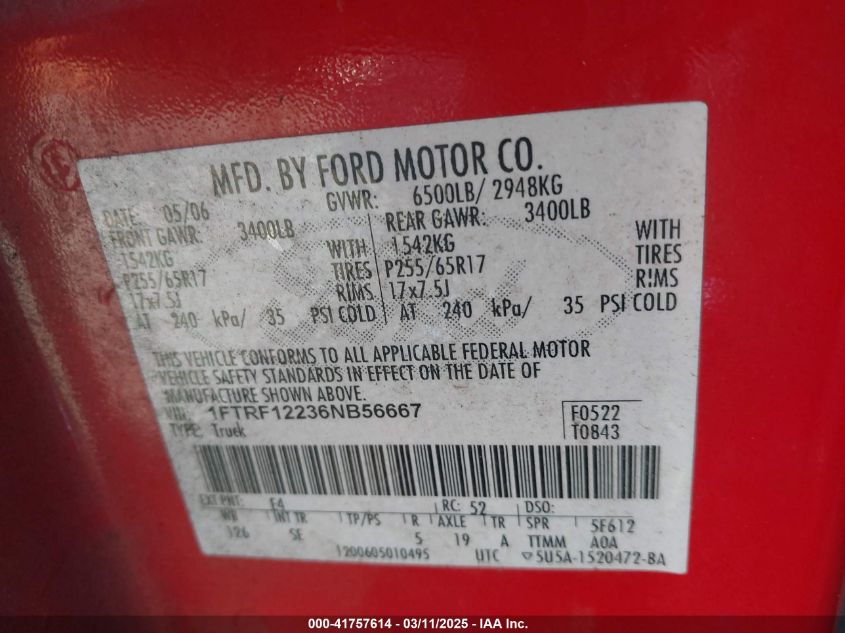 MFD. BY FORD MOTOR CO.
DATE: 05/06 GVWR: 6500LB/ 2948KG
FRONT GAWR: 3400LB REAR GAWR: 3400LB
1542KG WITH 1542KG WITH
P255/65R17 TIRES P255/65R17 TIRES
17x7.5J RIMS 17x7.5J RIMS
AT 240 kPa/ 35 PSI COLD AT 240 kPa/ 35 PSI COLD
THIS VEHICLE CONFORMS TO ALL APPLICABLE FEDERAL MOTOR
VEHICLE SAFETY STANDARDS IN EFFECT ON THE DATE OF
MANUFACTURE SHOWN ABOVE.
VIN: 1FTRF12236NB56667 F0522
TYPE: Truck T0843
EXT PNT: E4 RC: 52 DSO:
WB INT TR TP/PS R AXLE TR SPR 5F612
126 SE 5 19 A TTMM A0A
1200605010495 UTC 5U5A-1520472-BA
000-41757614 - 03/11/2025 - IAA Inc.